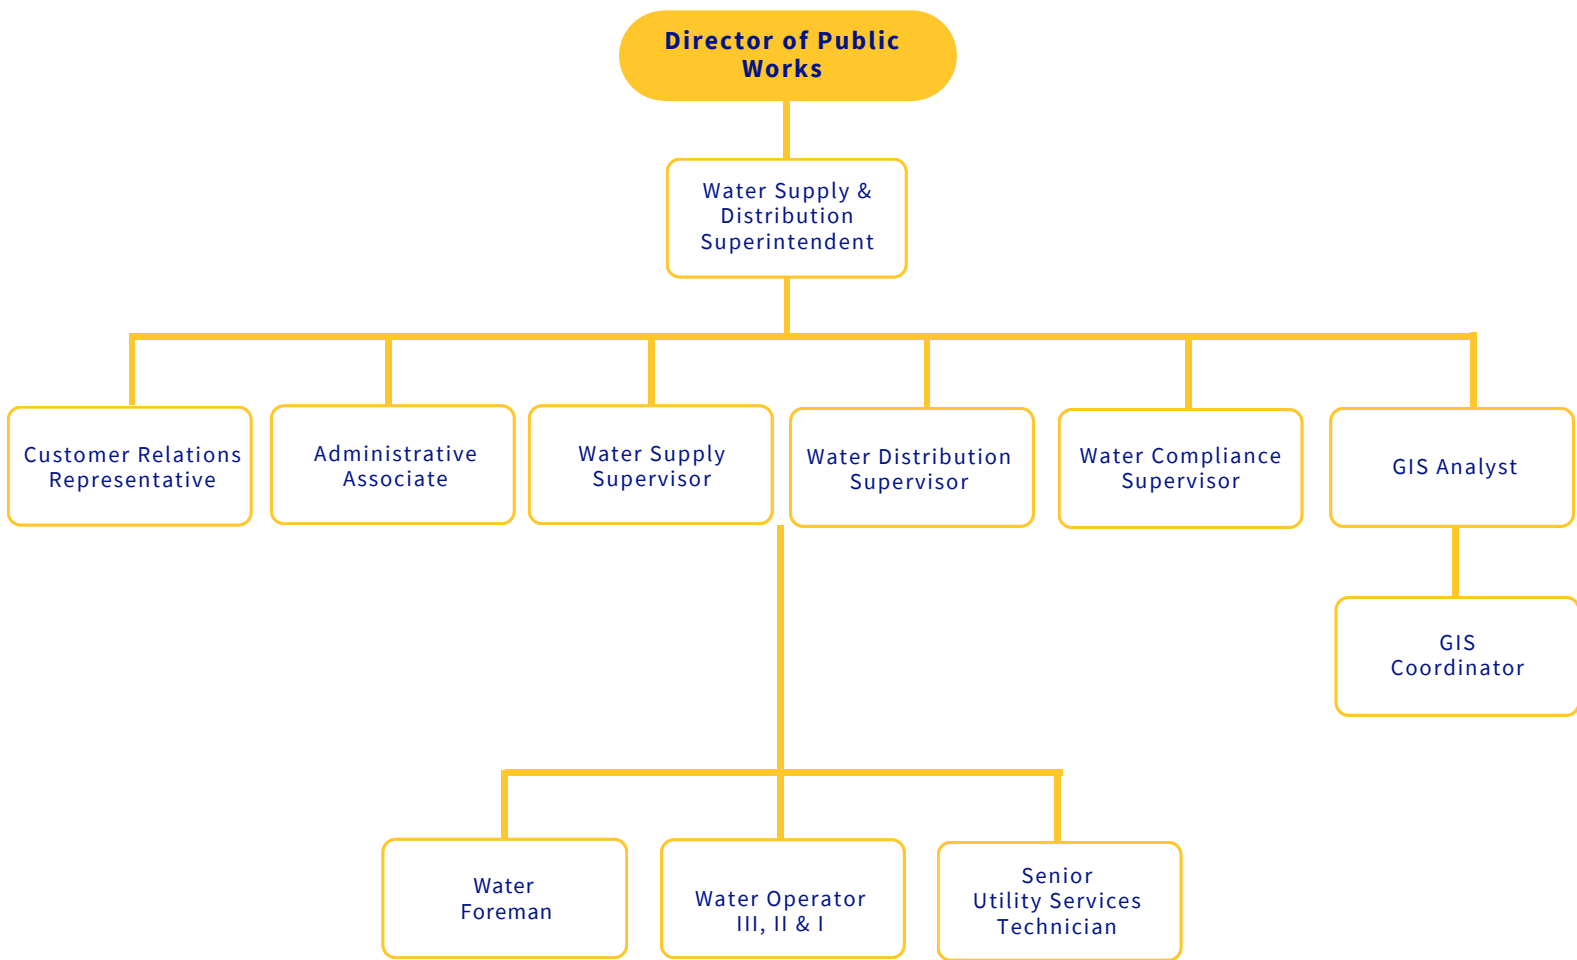 Director of Public
Works
Water Supply &
Distribution
Superintendent
Customer Relations
Representative
Administrative
Associate
Water Supply
Supervisor
Water Distribution
Supervisor
Water Compliance
Supervisor
GIS Analyst
GIS
Coordinator
Water
Foreman
Water Operator
III, II & I
Senior
Utility Services
Technician